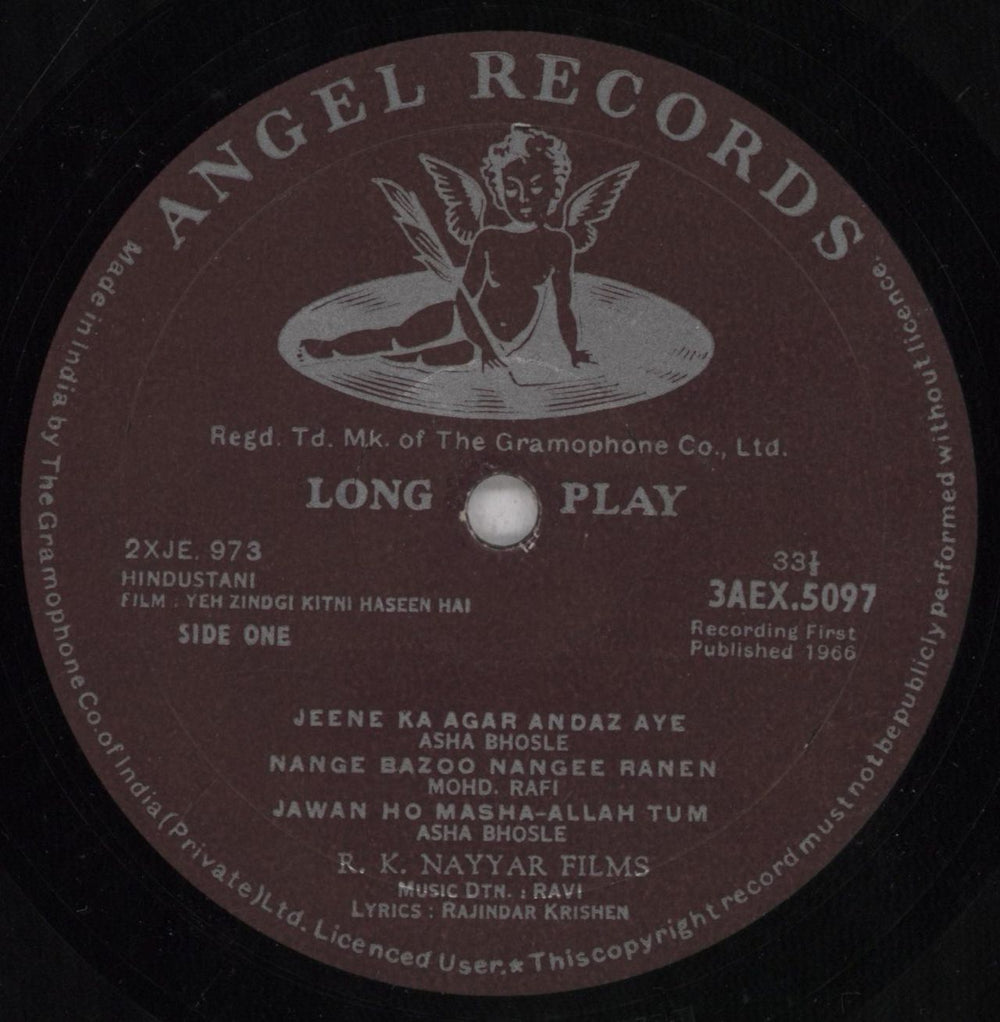 ANGEL RECORDS
Regd. Td. Mk. of The Gramophone Co., Ltd.
LONG PLAY
2XJE. 973
HINDUSTANI
FILM : YEH ZINDGI KITNI HASEEN HAI
SIDE ONE
33⅓
3AEX.5097
Recording First
Published 1966
JEENE KA AGAR ANDAZ AYE
ASHA BHOSLE
NANGE BAZOO NANGEE RANEN
MOHD. RAFI
JAWAN HO MASHA-ALLAH TUM
ASHA BHOSLE
R. K. NAYYAR FILMS
MUSIC DTN. : RAVI
LYRICS : RAJINDAR KRISHEN
Made in India by The Gramophone Co. of India (Private) Ltd. Licenced User. * This copyright record must not be publicly performed without licence.